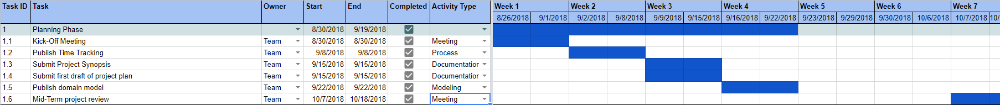 Task ID Task Owner Start End Completed Activity Type Week 1 Week 2 Week 3 Week 4 Week 5 Week 6 Week 7
8/26/2018 9/1/2018 9/2/2018 9/8/2018 9/9/2018 9/15/2018 9/16/2018 9/22/2018 9/23/2018 9/29/2018 9/30/2018 10/6/2018 10/7/2018 10/
1 Planning Phase 8/30/2018 9/19/2018
1.1 Kick-Off Meeting Team 8/30/2018 8/30/2018 Meeting
1.2 Publish Time Tracking Team 9/8/2018 9/8/2018 Process
1.3 Submit Project Synopsis Team 9/15/2018 9/15/2018 Documentation
1.4 Submit first draft of project plan Team 9/15/2018 9/15/2018 Documentation
1.5 Publish domain model Team 9/22/2018 9/22/2018 Modeling
1.6 Mid-Term project review Team 10/7/2018 10/18/2018 Meeting